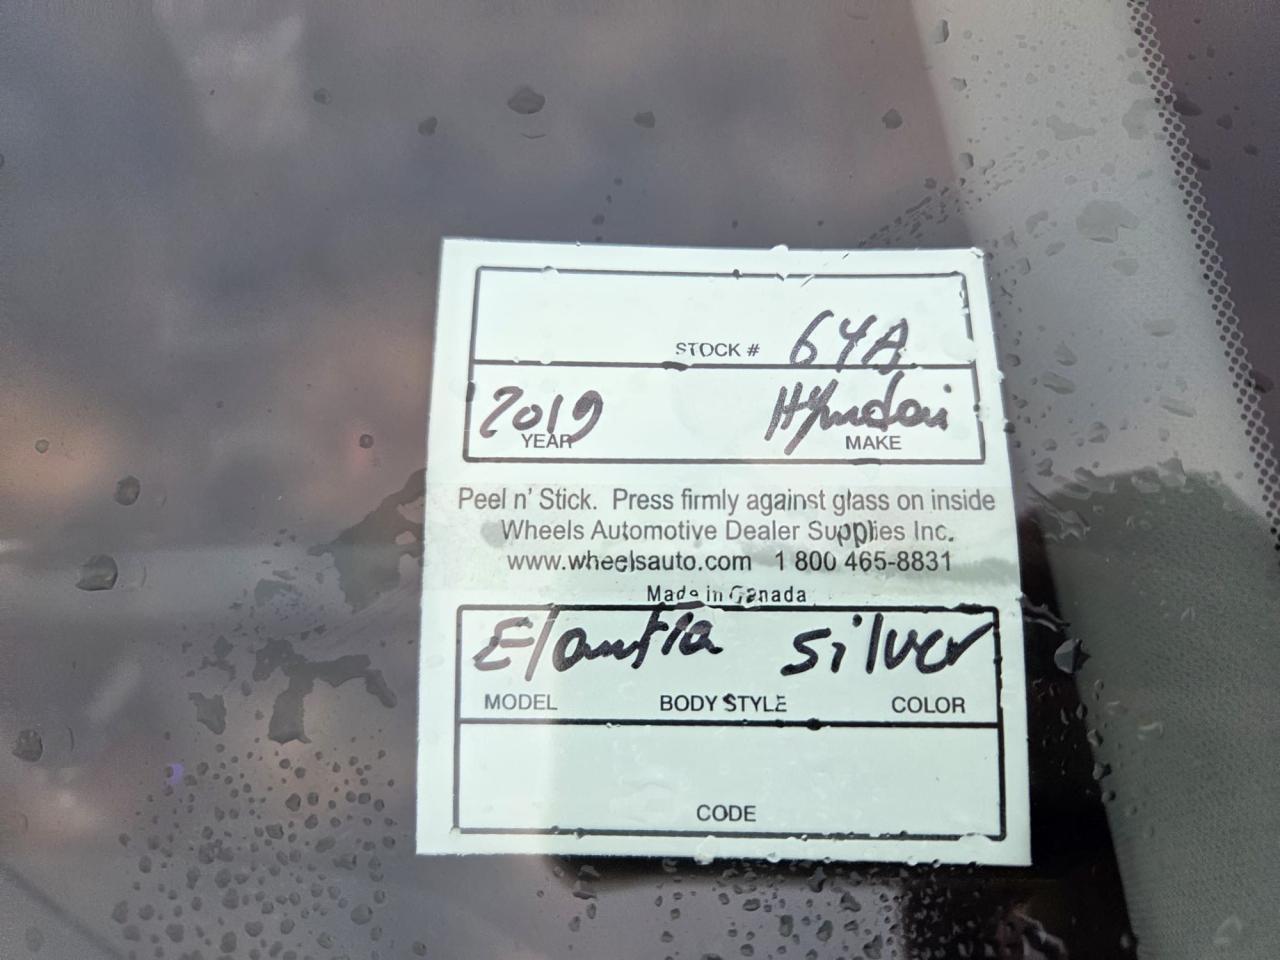 STOCK # 64A
2019 Hyundai
YEAR MAKE
Peel n' Stick. Press firmly against glass on inside
Wheels Automotive Dealer Supplies Inc.
www.wheelsauto.com 1 800 465-8831
Made in Canada
Elantra silver
MODEL BODY STYLE COLOR
CODE